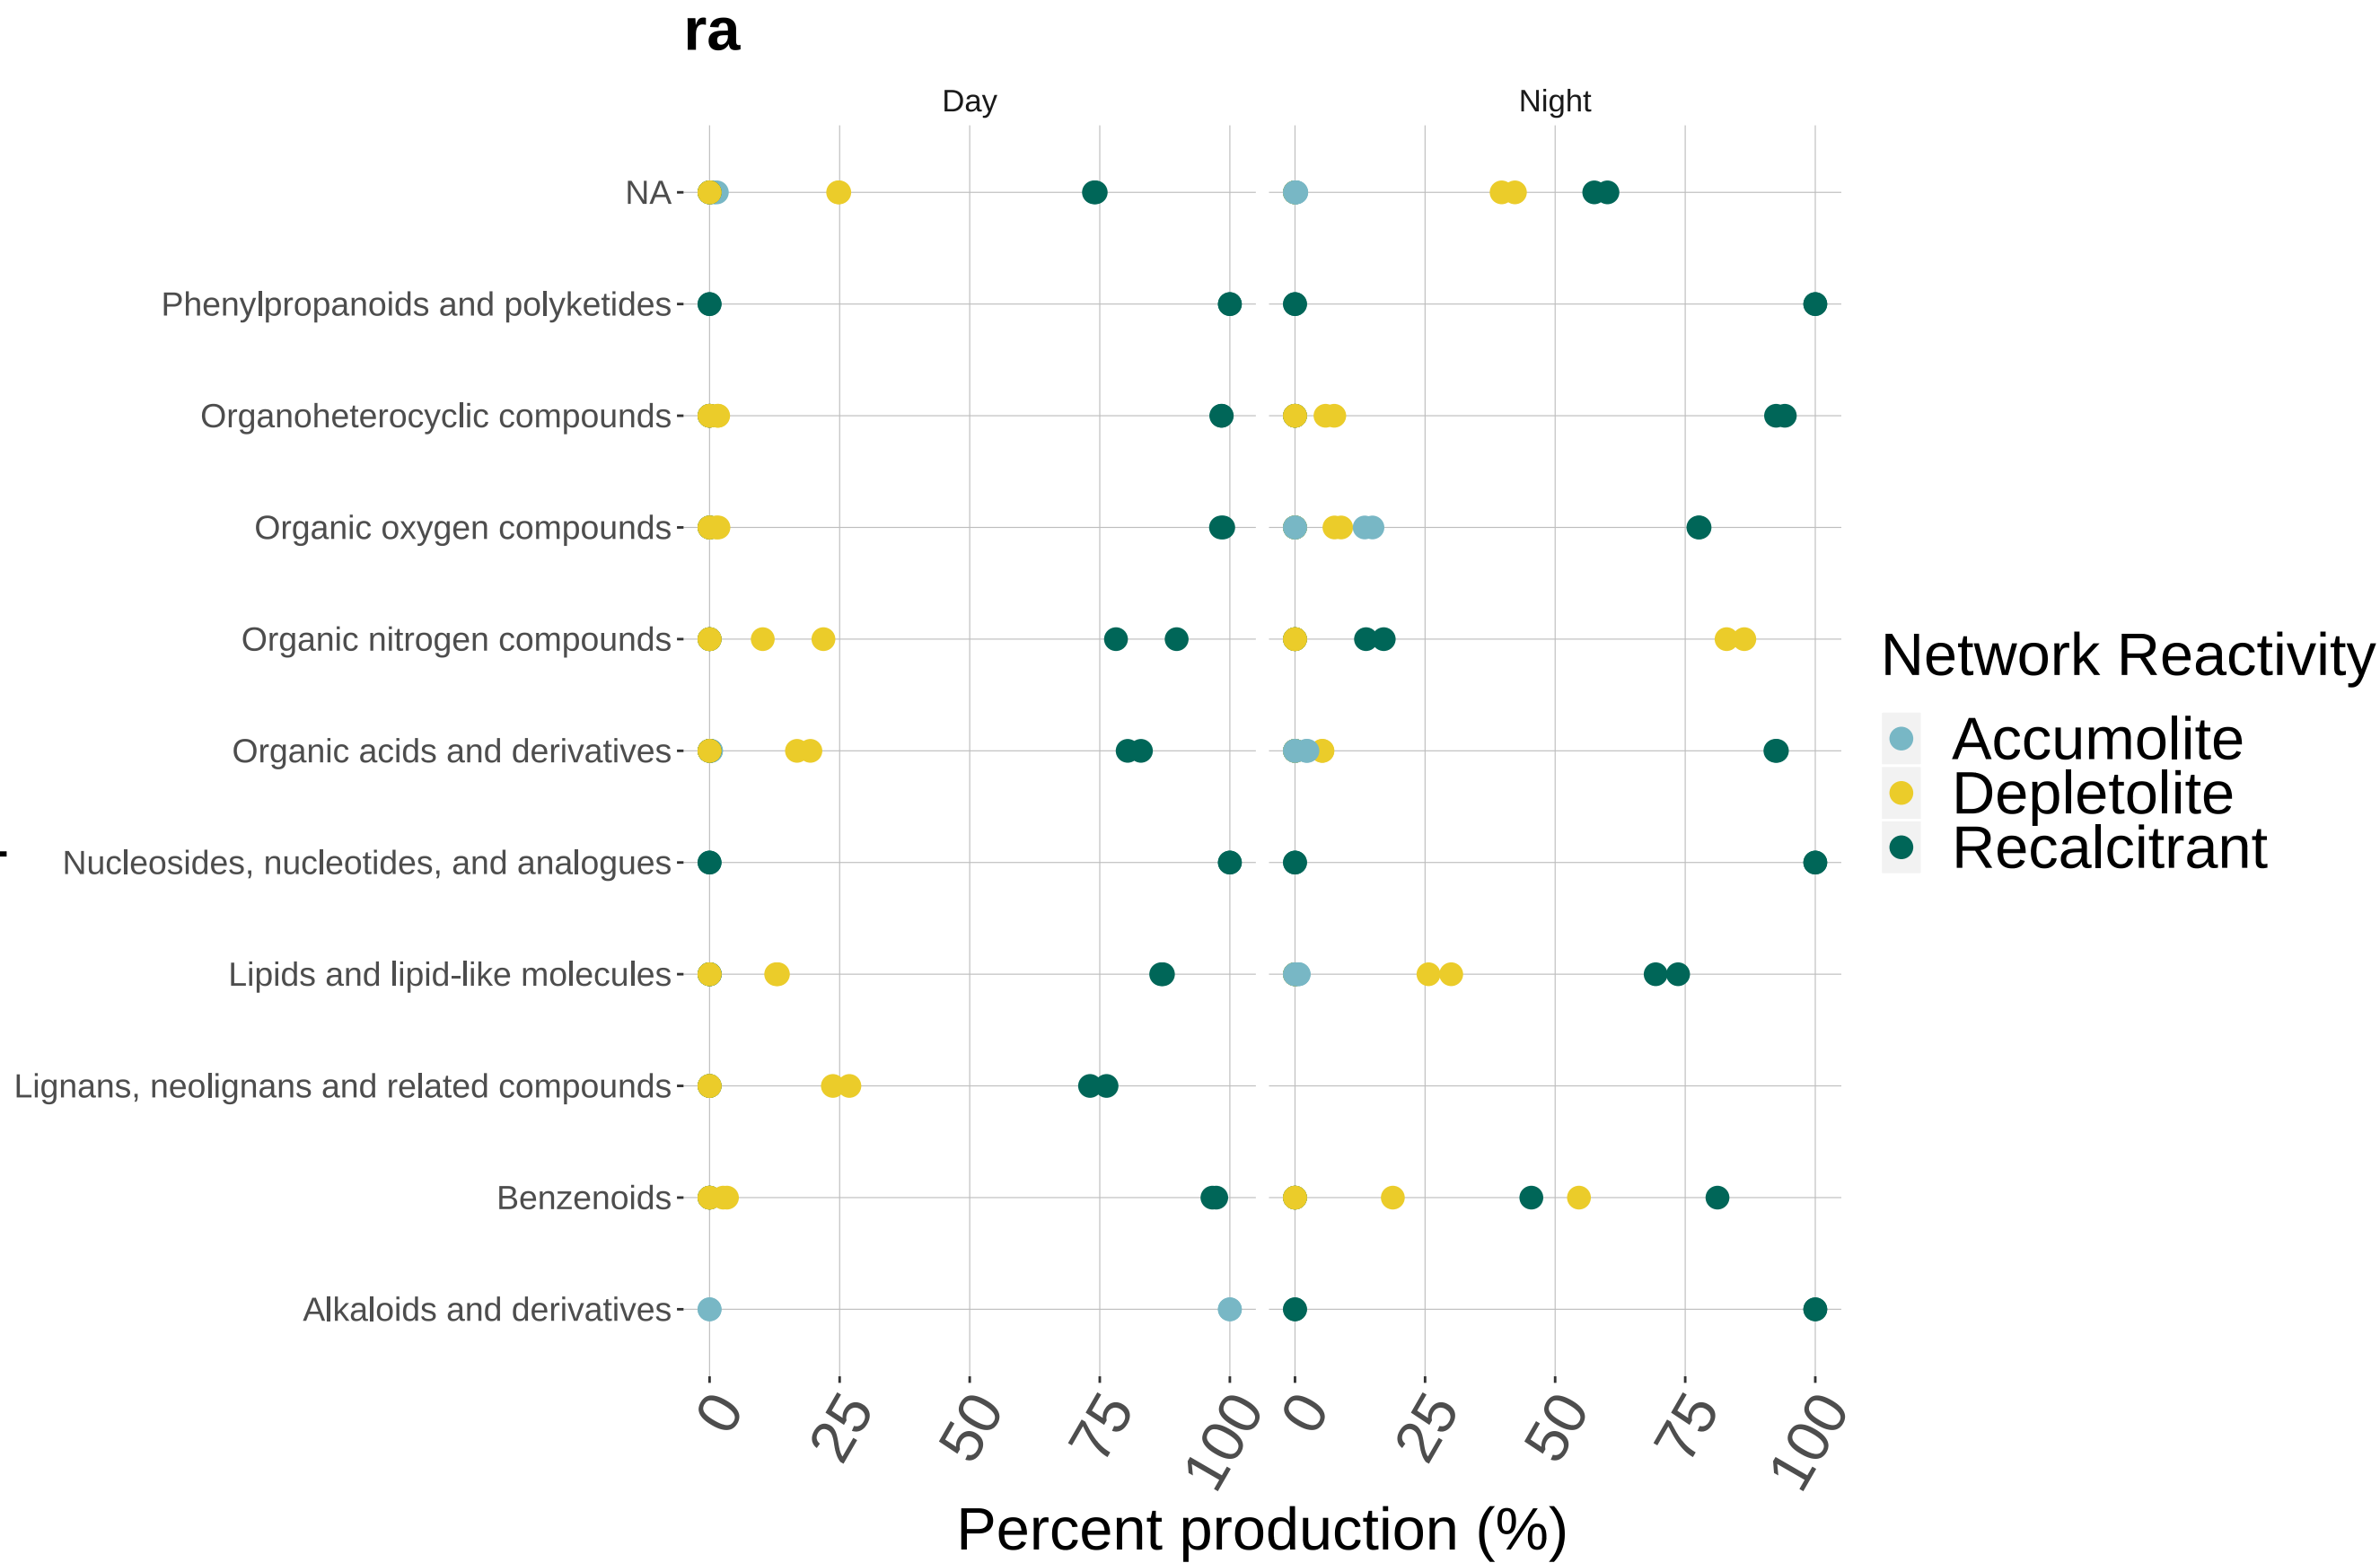 ra
Day Night
NA
Phenylpropanoids and polyketides
Organoheterocyclic compounds
Organic oxygen compounds
Organic nitrogen compounds
Organic acids and derivatives
Nucleosides, nucleotides, and analogues
Lipids and lipid-like molecules
Lignans, neolignans and related compounds
Benzenoids
Alkaloids and derivatives
0 25 50 75 100 0 25 50 75 100
Percent production (%)
Network Reactivity
Accumolite
Depletolite
Recalcitrant